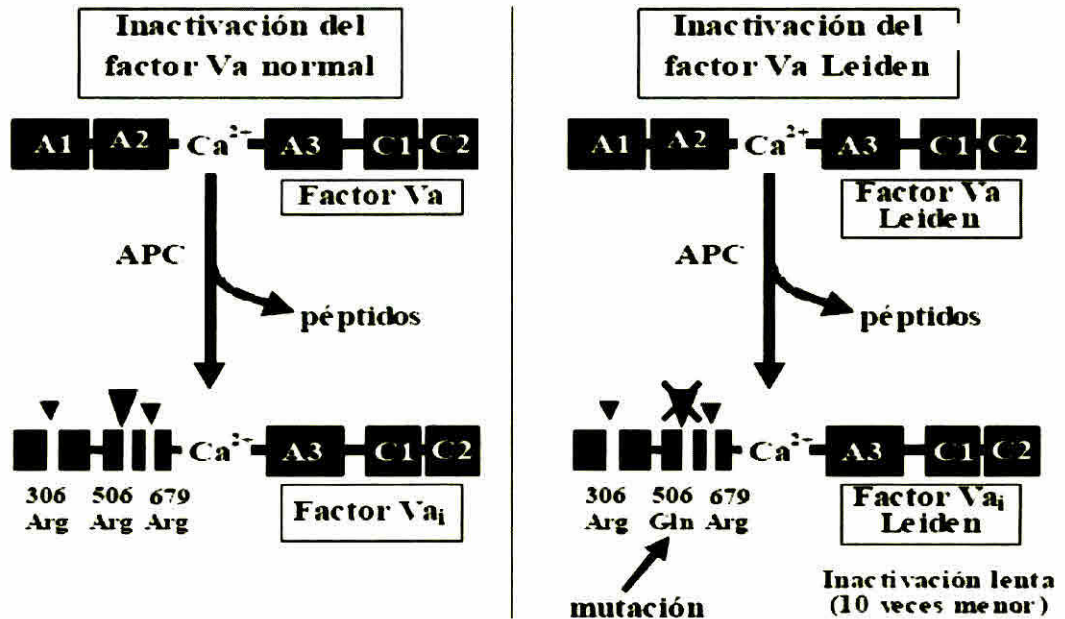 Inactivación del
factor Va normal
A1 A2 Ca²⁺ A3 C1 C2
Factor Va
APC
péptidos
Ca²⁺ A3 C1 C2
306 506 679
Arg Arg Arg
Factor Vaᵢ
Inactivación del
factor Va Leiden
A1 A2 Ca²⁺ A3 C1 C2
Factor Va
Leiden
APC
péptidos
Ca²⁺ A3 C1 C2
306 506 679
Arg Gln Arg
Factor Vaᵢ
Leiden
mutación
Inactivación lenta
(10 veces menor)